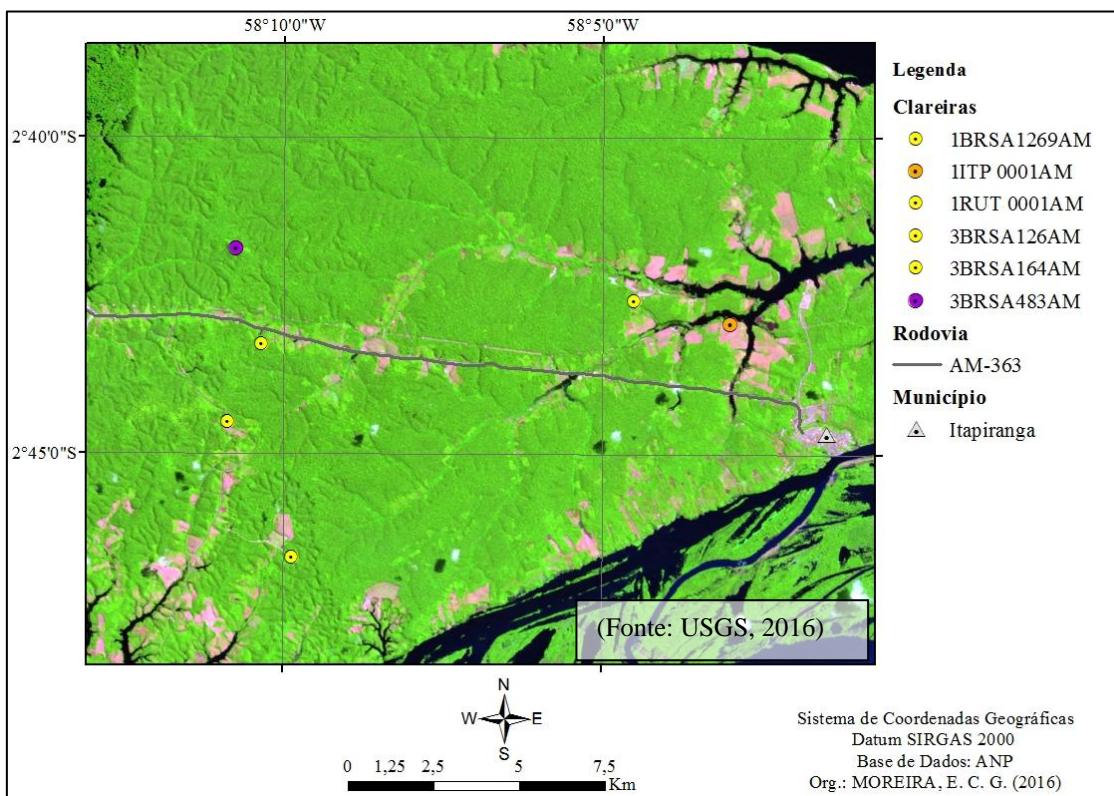 58°10'0"W
58°5'0"W
2°40'0"S
2°45'0"S
Legenda
Clareiras
1BRSA1269AM
1ITP 0001AM
1RUT 0001AM
3BRSA126AM
3BRSA164AM
3BRSA483AM
Rodovia
AM-363
Município
Itapiranga
(Fonte: USGS, 2016)
N
W
E
S
0 1,25 2,5 5 7,5
Km
Sistema de Coordenadas Geográficas
Datum SIRGAS 2000
Base de Dados: ANP
Org.: MOREIRA, E. C. G. (2016)